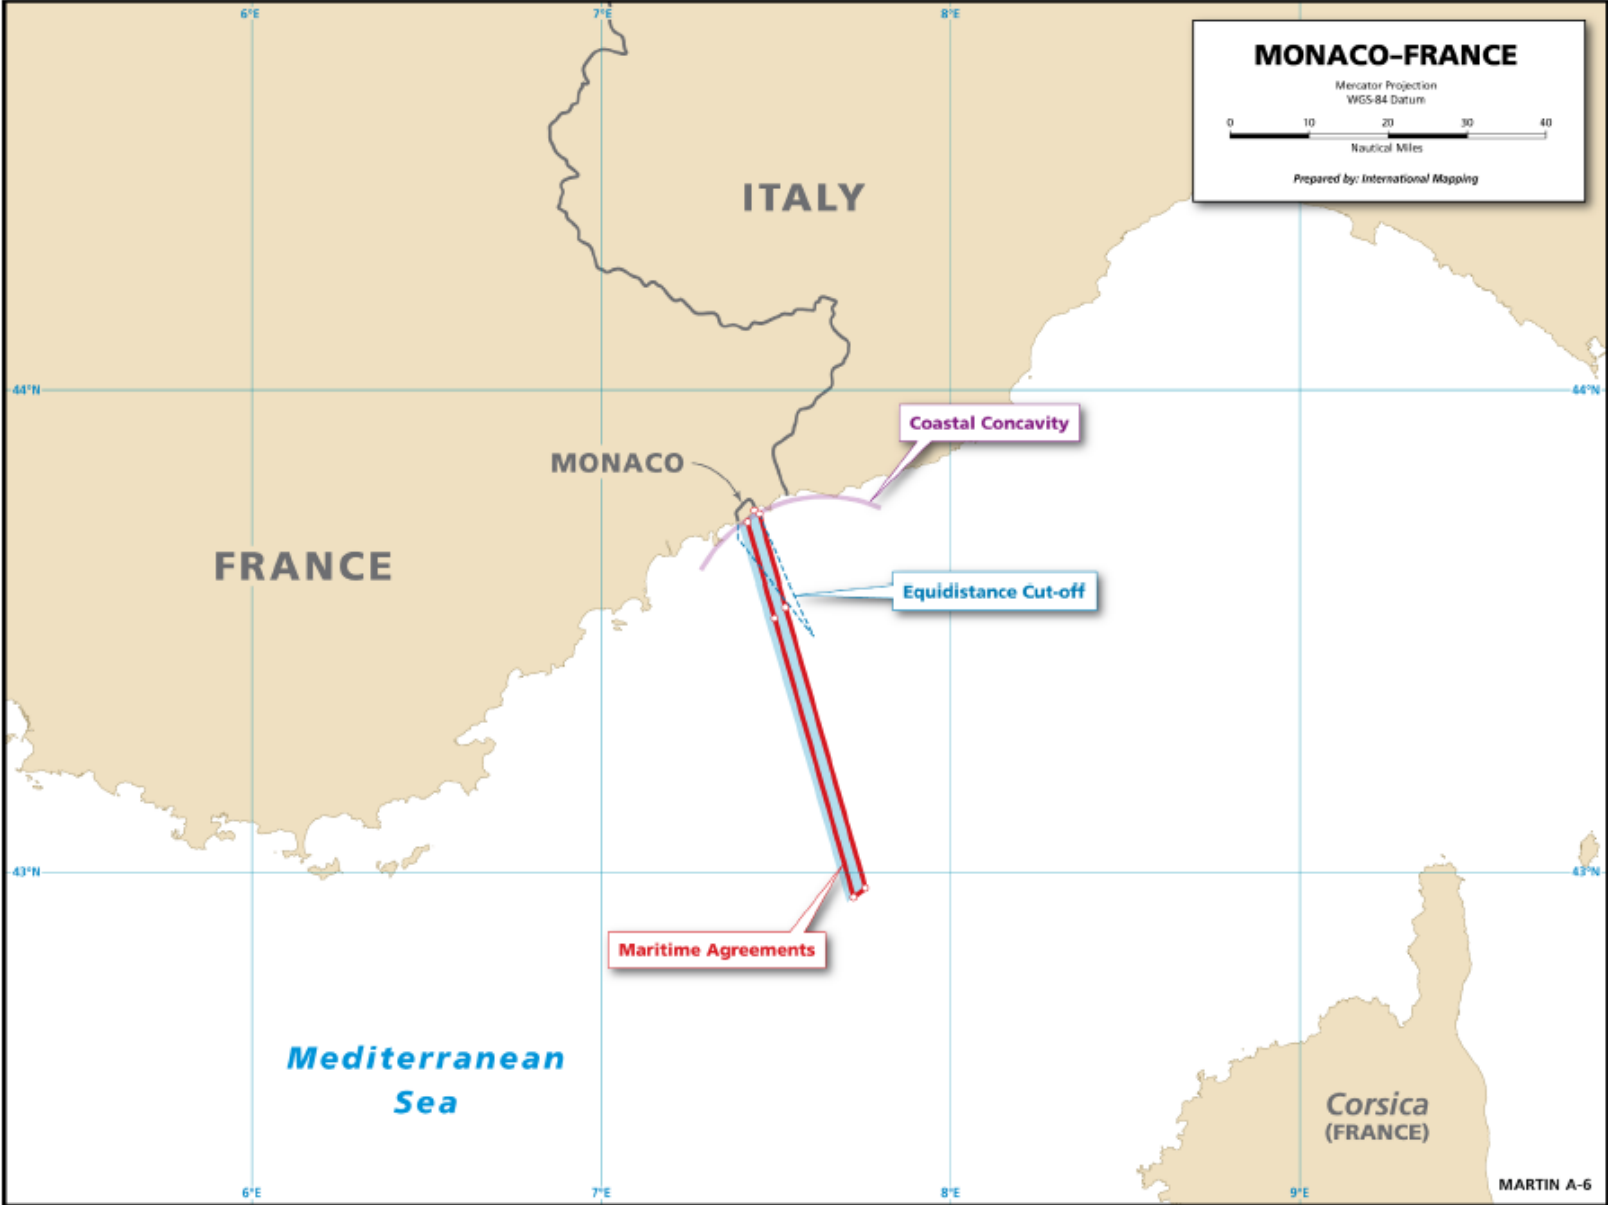 6°E
7°E
8°E
MONACO–FRANCE
Mercator Projection
WGS-84 Datum
0 10 20 30 40
Nautical Miles
Prepared by: International Mapping
ITALY
44°N
44°N
Coastal Concavity
MONACO
FRANCE
Equidistance Cut-off
43°N
43°N
Maritime Agreements
Mediterranean
Sea
Corsica
(FRANCE)
MARTIN A-6
6°E
7°E
8°E
9°E